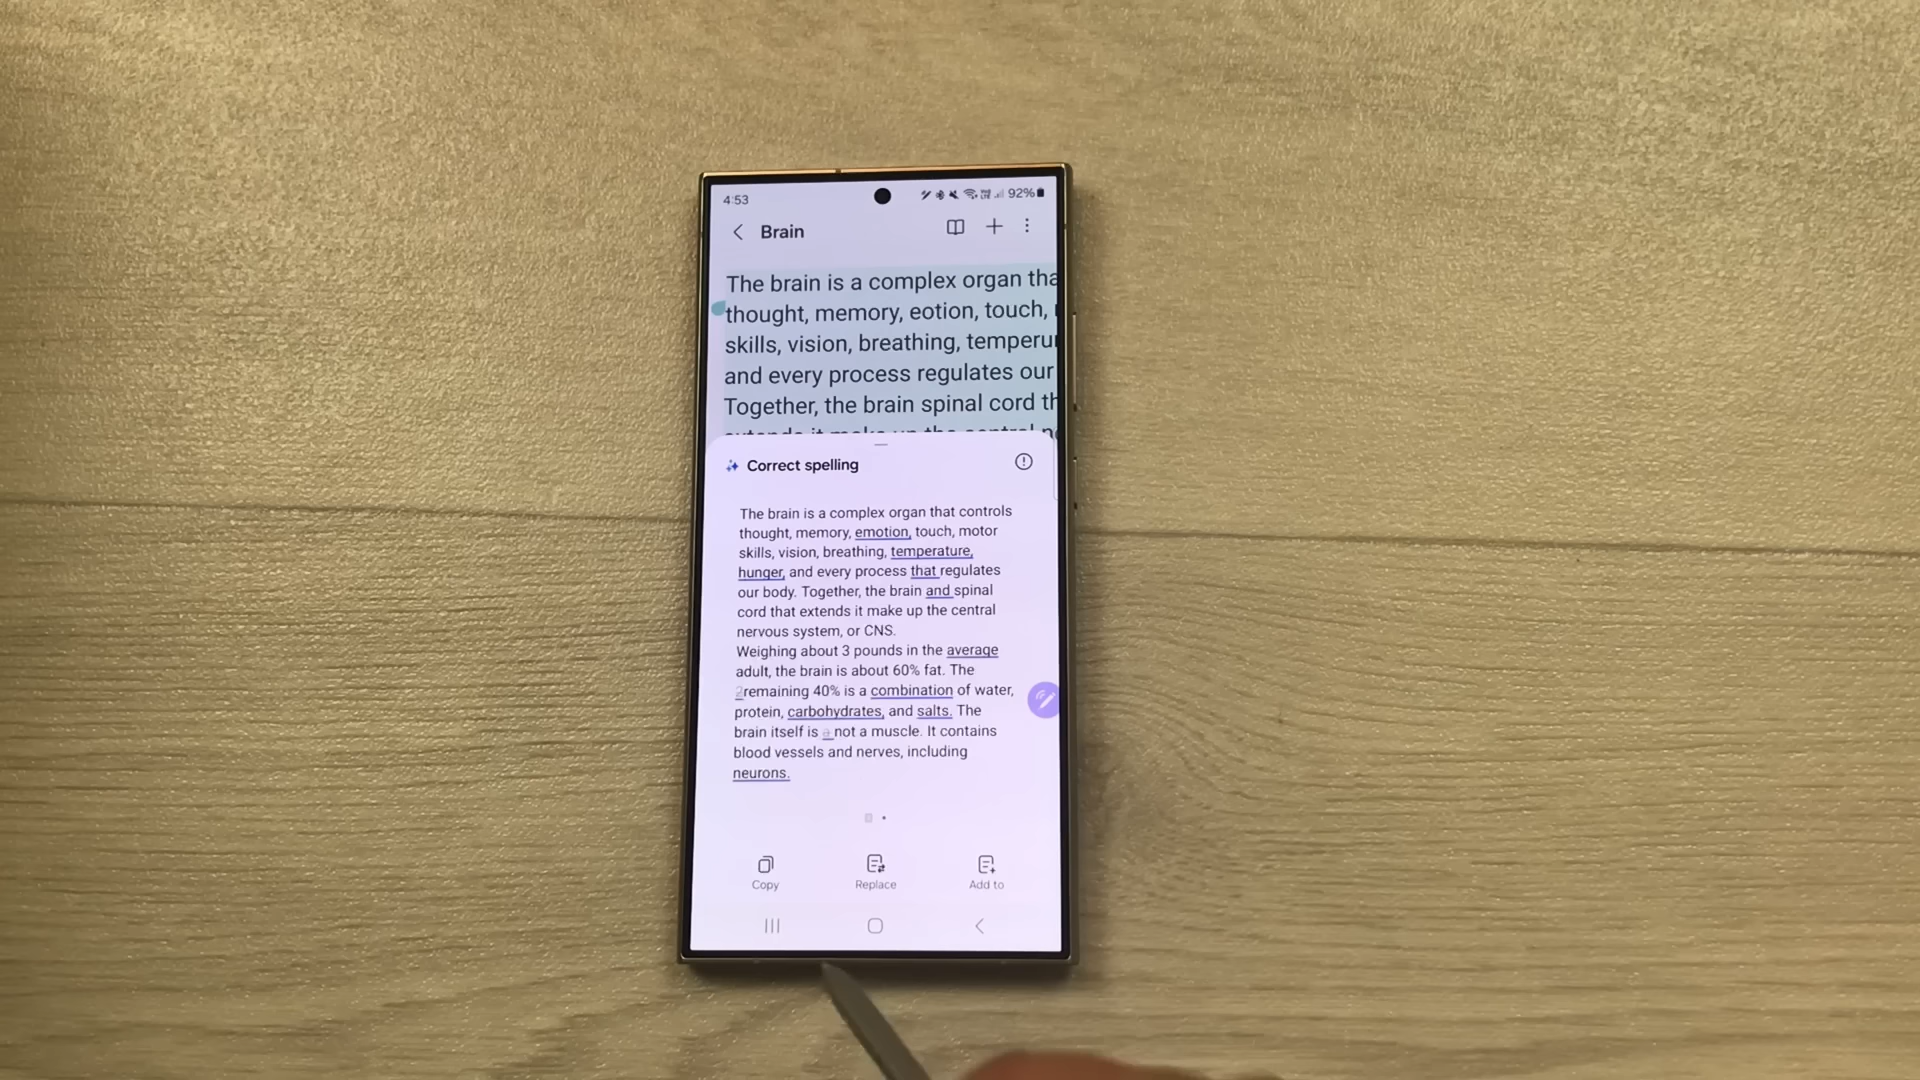 4:53
92%
Brain
The brain is a complex organ tha
thought, memory, eotion, touch,
skills, vision, breathing, temperu
and every process regulates our
Together, the brain spinal cord th
Correct spelling
The brain is a complex organ that controls
thought, memory, emotion, touch, motor
skills, vision, breathing, temperature,
hunger, and every process that regulates
our body. Together, the brain and spinal
cord that extends it make up the central
nervous system, or CNS.
Weighing about 3 pounds in the average
adult, the brain is about 60% fat. The
remaining 40% is a combination of water,
protein, carbohydrates, and salts. The
brain itself is not a muscle. It contains
blood vessels and nerves, including
neurons.
Copy
Replace
Add to